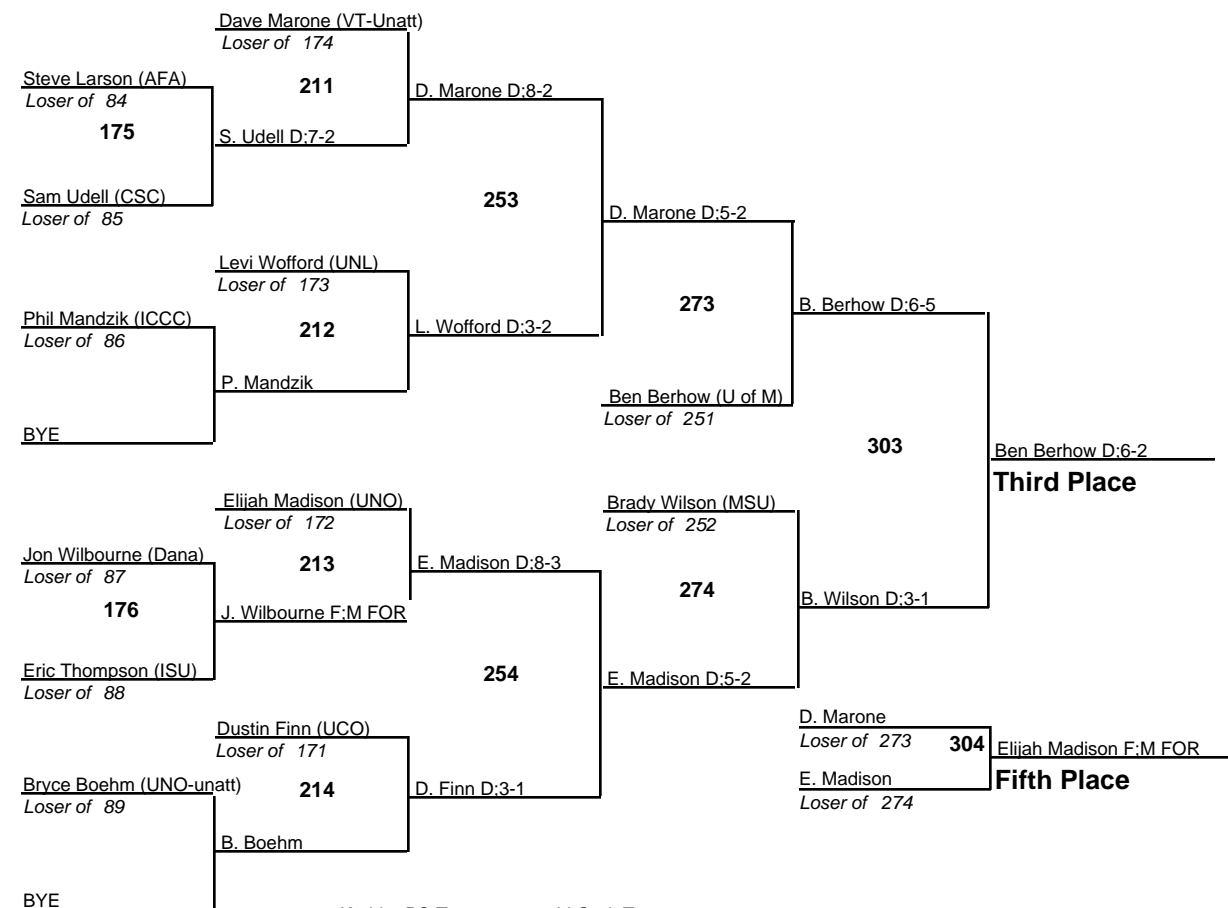 Dave Marone (VT-Unatt)
Loser of 174
Steve Larson (AFA)
Loser of 84
211
D. Marone D;8-2
175
S. Udell D;7-2
Sam Udell (CSC)
Loser of 85
253
D. Marone D;5-2
Levi Wofford (UNL)
Loser of 173
Phil Mandzik (ICCC)
Loser of 86
212
L. Wofford D;3-2
273
B. Berhow D;6-5
P. Mandzik
Ben Berhow (U of M)
Loser of 251
BYE
303
Ben Berhow D;6-2
Third Place
Elijah Madison (UNO)
Loser of 172
Brady Wilson (MSU)
Loser of 252
Jon Wilbourne (Dana)
Loser of 87
213
E. Madison D;8-3
274
B. Wilson D;3-1
176
J. Wilbourne F;M FOR
Eric Thompson (ISU)
Loser of 88
254
E. Madison D;5-2
Dustin Finn (UCO)
Loser of 171
D. Marone
Loser of 273
304
Elijah Madison F;M FOR
Fifth Place
E. Madison
Loser of 274
Bryce Boehm (UNO-unatt)
Loser of 89
214
D. Finn D;3-1
B. Boehm
BYE